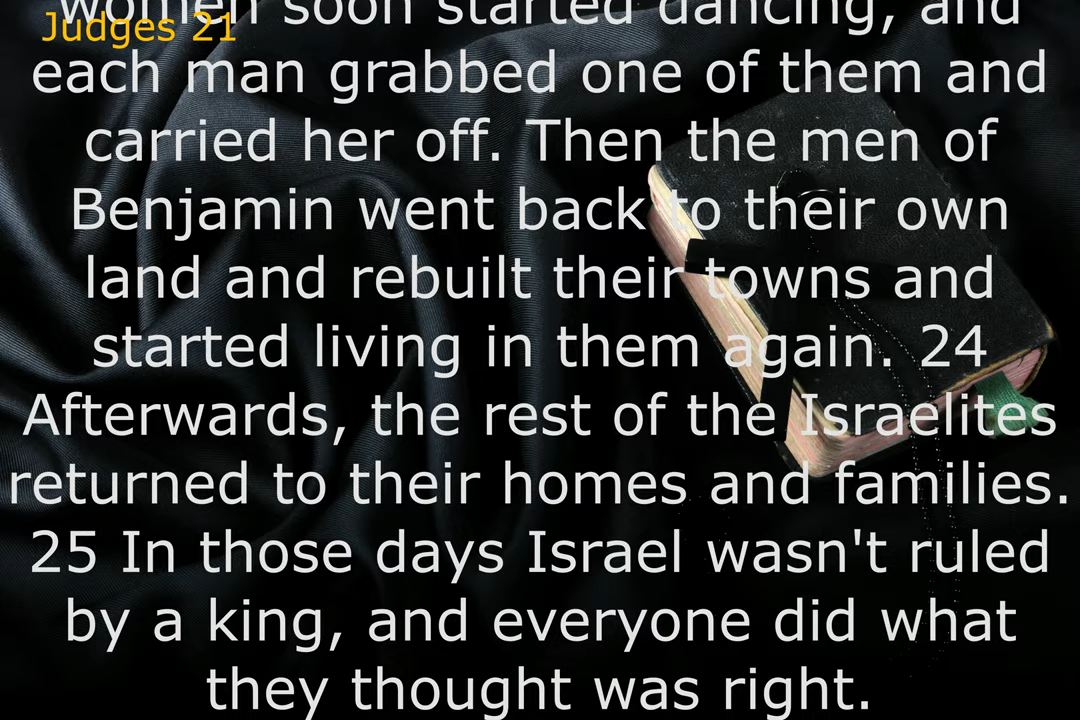 women soon started dancing, and
Judges 21
each man grabbed one of them and
carried her off. Then the men of
Benjamin went back to their own
land and rebuilt their towns and
started living in them again. 24
Afterwards, the rest of the Israelites
returned to their homes and families.
25 In those days Israel wasn't ruled
by a king, and everyone did what
they thought was right.